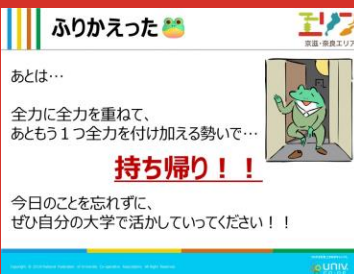 ふりかえった
エリア
京滋・奈良エリア
あとは…
全力に全力を重ねて、
あともう１つ全力を付け加える勢いで…
持ち帰り！！
今日のことを忘れずに、
ぜひ自分の大学で活かしていってください！！
univ